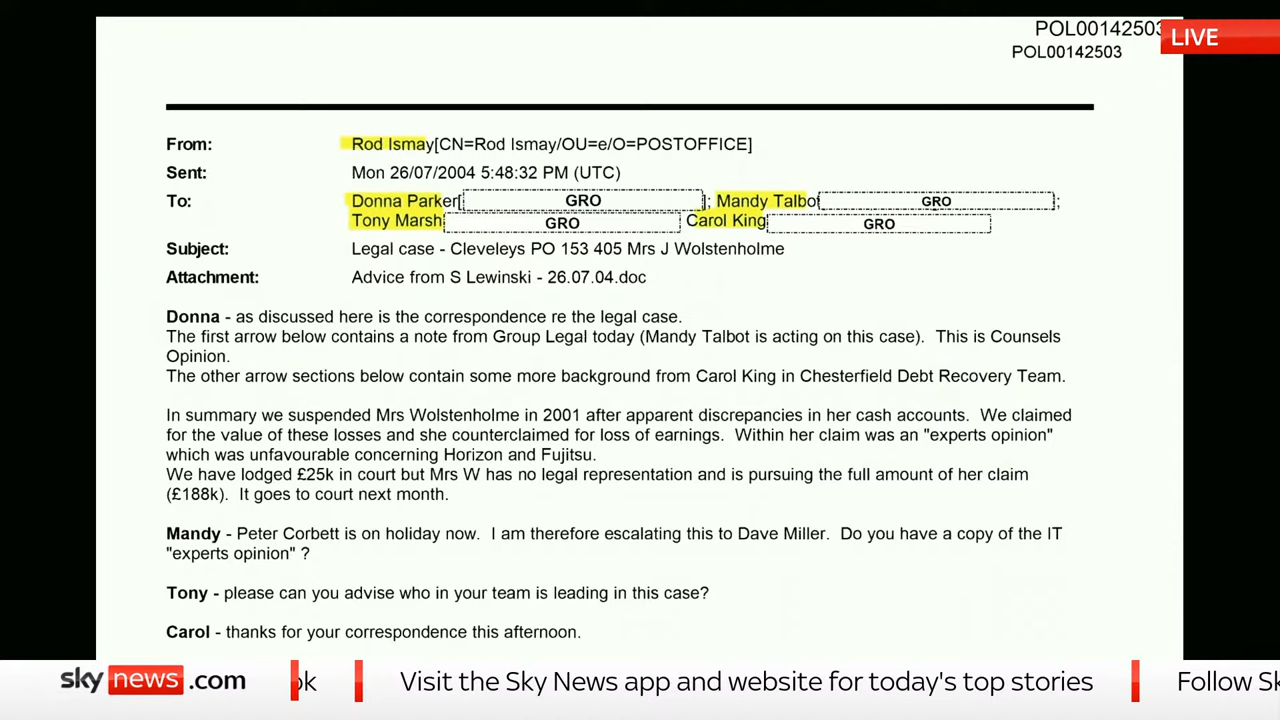 POL00142503
LIVE
POL00142503
From: Rod Ismay[CN=Rod Ismay/OU=e/O=POSTOFFICE]
Sent: Mon 26/07/2004 5:48:32 PM (UTC)
To: Donna Parker[ GRO ]; Mandy Talbot GRO ;
Tony Marsh GRO Carol King GRO
Subject: Legal case - Cleveleys PO 153 405 Mrs J Wolstenholme
Attachment: Advice from S Lewinski - 26.07.04.doc
Donna - as discussed here is the correspondence re the legal case.
The first arrow below contains a note from Group Legal today (Mandy Talbot is acting on this case). This is Counsels
Opinion.
The other arrow sections below contain some more background from Carol King in Chesterfield Debt Recovery Team.
In summary we suspended Mrs Wolstenholme in 2001 after apparent discrepancies in her cash accounts. We claimed
for the value of these losses and she counterclaimed for loss of earnings. Within her claim was an "experts opinion"
which was unfavourable concerning Horizon and Fujitsu.
We have lodged £25k in court but Mrs W has no legal representation and is pursuing the full amount of her claim
(£188k). It goes to court next month.
Mandy - Peter Corbett is on holiday now. I am therefore escalating this to Dave Miller. Do you have a copy of the IT
"experts opinion" ?
Tony - please can you advise who in your team is leading in this case?
Carol - thanks for your correspondence this afternoon.
sky news .com
ok Visit the Sky News app and website for today's top stories Follow Sk